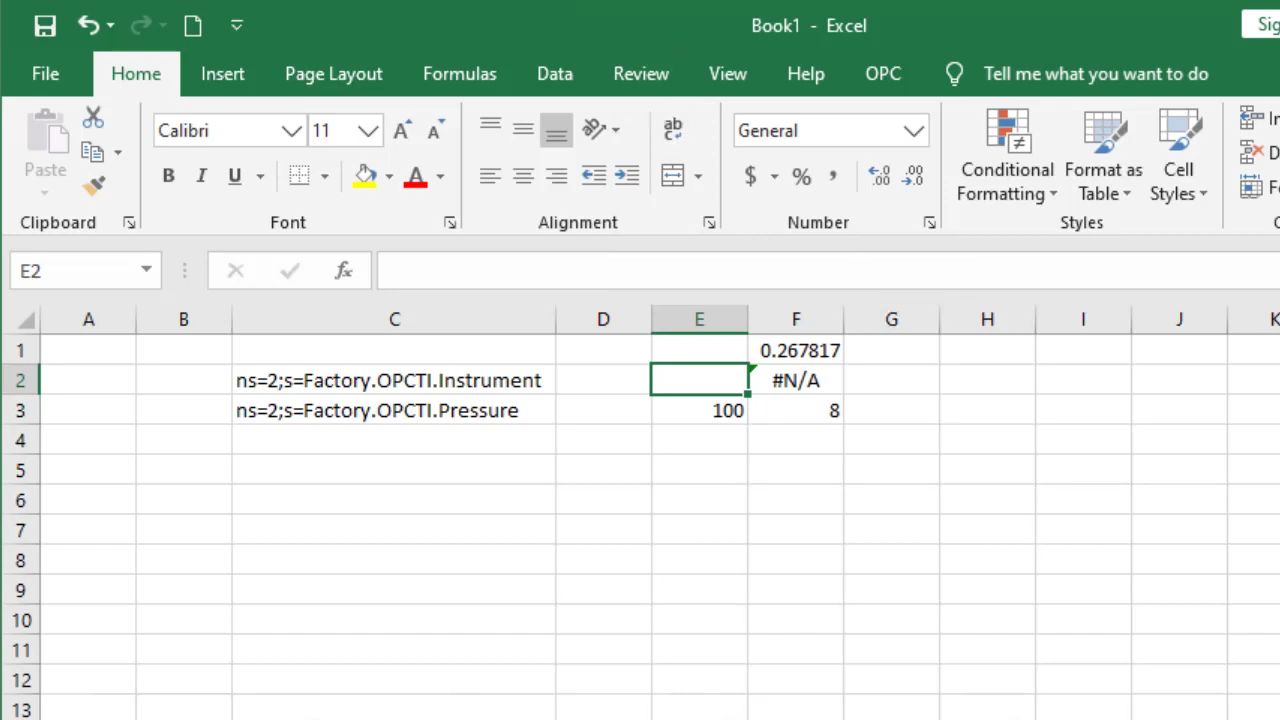 Book1 - Excel
Sig
File Home Insert Page Layout Formulas Data Review View Help OPC Tell me what you want to do
Paste
Calibri 11
B I U A
ab
General
$ % ,
Conditional Formatting
Format as Table
Cell Styles
Clipboard Font Alignment Number Styles
E2 fx
A B C D E F G H I J K
1 0.267817
2 ns=2;s=Factory.OPCTI.Instrument #N/A
3 ns=2;s=Factory.OPCTI.Pressure 100 8
4
5
6
7
8
9
10
11
12
13